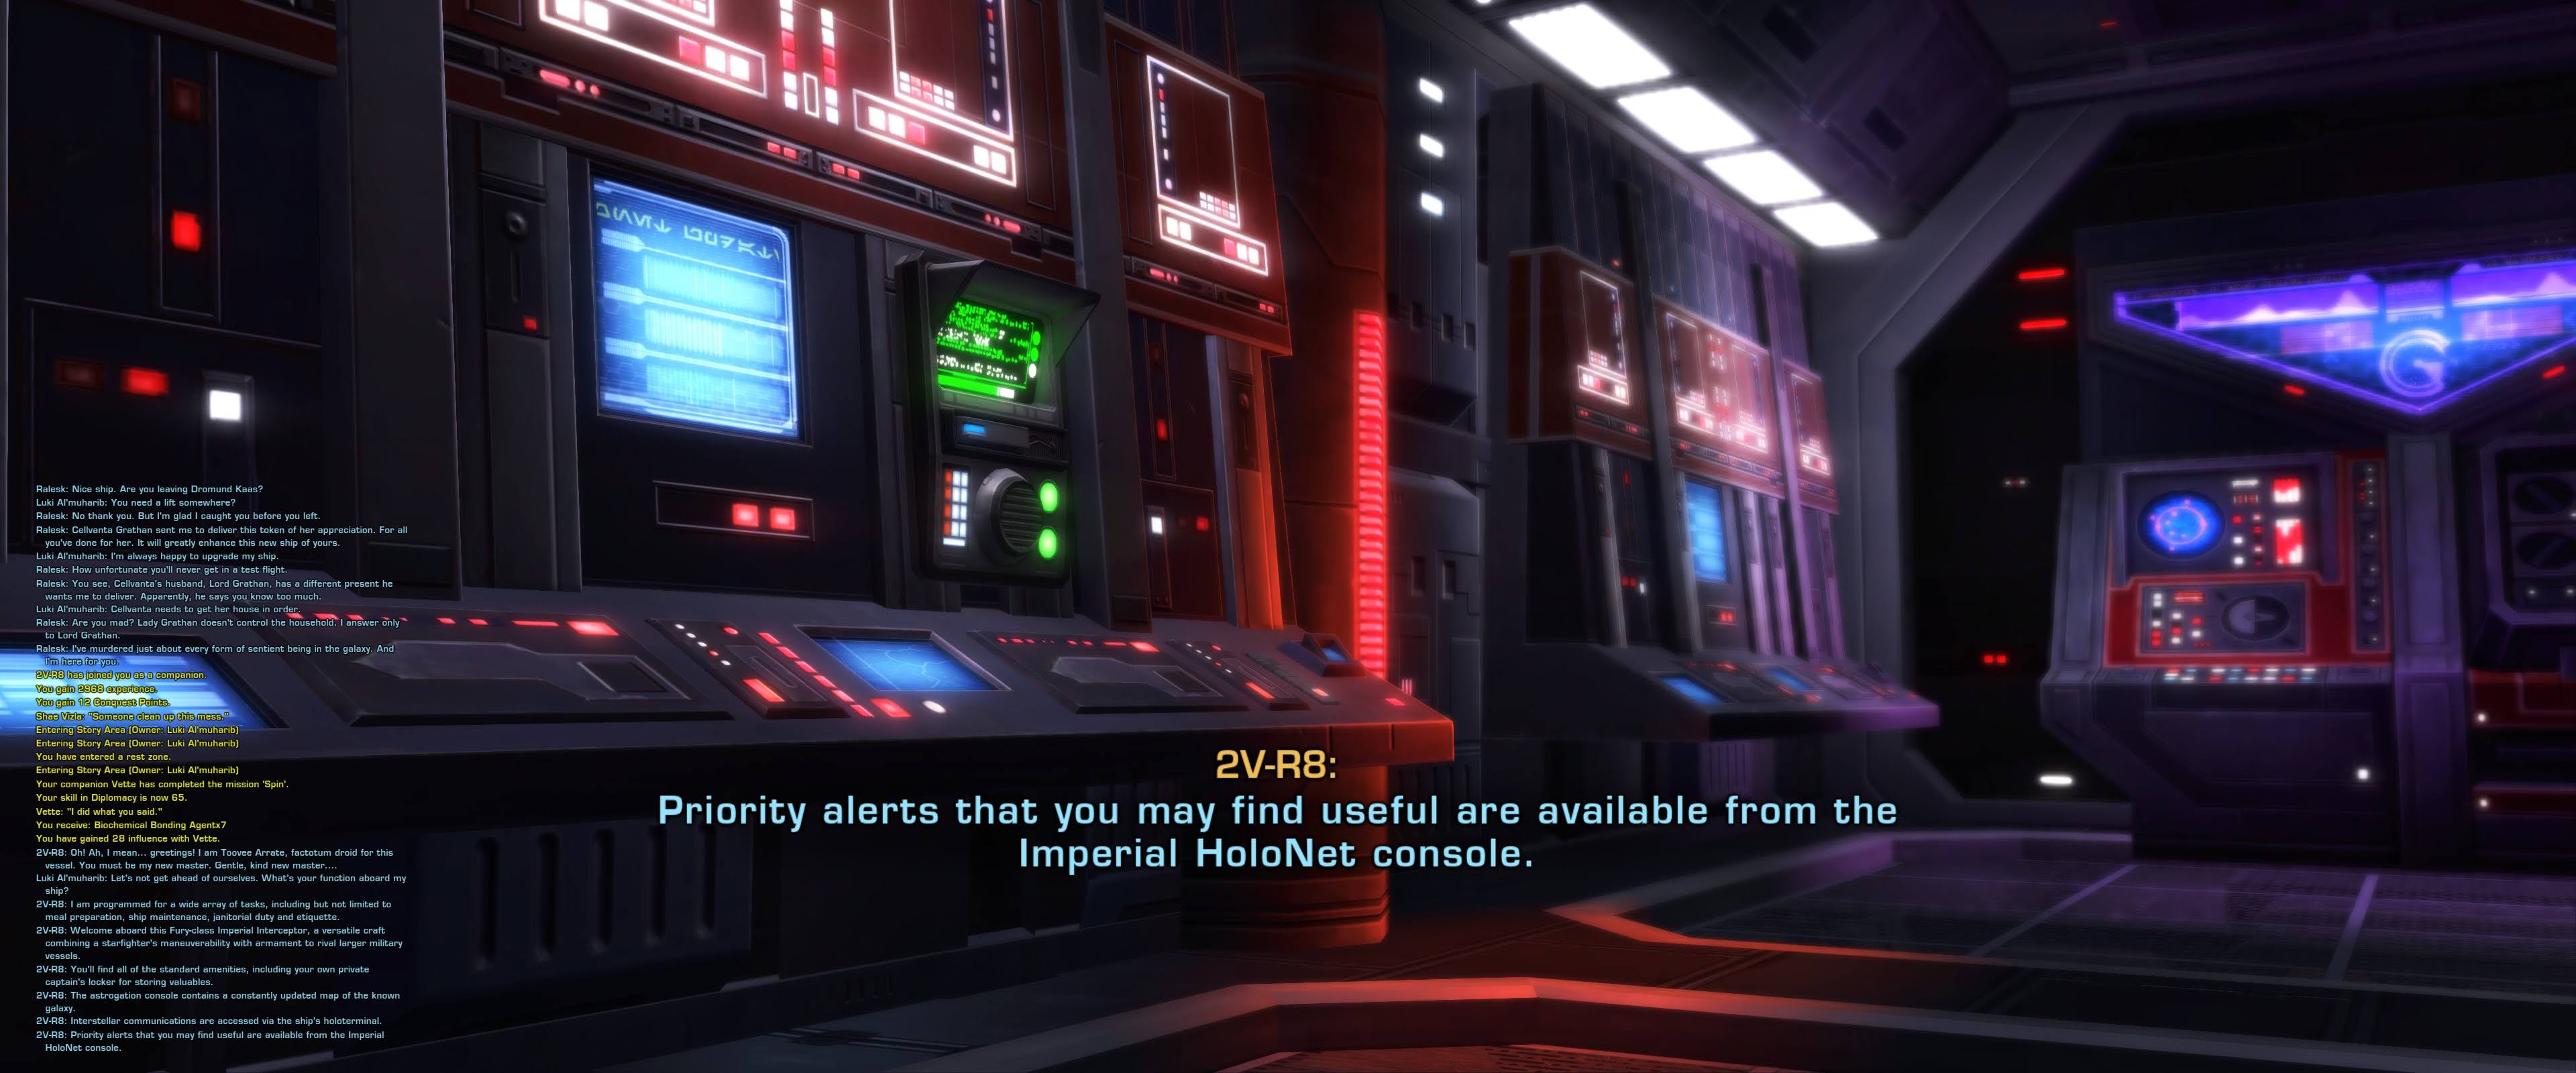 Ralesk: Nice ship. Are you leaving Dromund Kaas?
Luki Al'muharib: You need a lift somewhere?
Ralesk: No thank you. But I'm glad I caught you before you left.
Ralesk: Cellvanta Grathan sent me to deliver this token of her appreciation. For all
you've done for her. It will greatly enhance this new ship of yours.
Luki Al'muharib: I'm always happy to upgrade my ship.
Ralesk: How unfortunate you'll never get in a test flight.
Ralesk: You see, Cellvanta's husband, Lord Grathan, has a different present he
wants me to deliver. Apparently, he says you know too much.
Luki Al'muharib: Cellvanta needs to get her house in order.
Ralesk: Are you mad? Lady Grathan doesn't control the household. I answer only
to Lord Grathan.
Ralesk: I've murdered just about every form of sentient being in the galaxy. And
I'm here for you.
2V-R8 has joined you as a companion.
You gain 2968 experience.
You gain 12 Conquest Points.
Shae Vizla: "Someone clean up this mess."
Entering Story Area (Owner: Luki Al'muharib)
Entering Story Area (Owner: Luki Al'muharib)
You have entered a rest zone.
Entering Story Area (Owner: Luki Al'muharib)
Your companion Vette has completed the mission 'Spin'.
Your skill in Diplomacy is now 65.
Vette: "I did what you said."
You receive: Biochemical Bonding Agentx7
You have gained 28 influence with Vette.
2V-R8: Oh! Ah, I mean... greetings! I am Toovee Arrate, factotum droid for this
vessel. You must be my new master. Gentle, kind new master....
Luki Al'muharib: Let's not get ahead of ourselves. What's your function aboard my
ship?
2V-R8: I am programmed for a wide array of tasks, including but not limited to
meal preparation, ship maintenance, janitorial duty and etiquette.
2V-R8: Welcome aboard this Fury-class Imperial Interceptor, a versatile craft
combining a starfighter's maneuverability with armament to rival larger military
vessels.
2V-R8: You'll find all of the standard amenities, including your own private
captain's locker for storing valuables.
2V-R8: The astrogation console contains a constantly updated map of the known
galaxy.
2V-R8: Interstellar communications are accessed via the ship's holoterminal.
2V-R8: Priority alerts that you may find useful are available from the Imperial
HoloNet console.
2V-R8:
Priority alerts that you may find useful are available from the
Imperial HoloNet console.